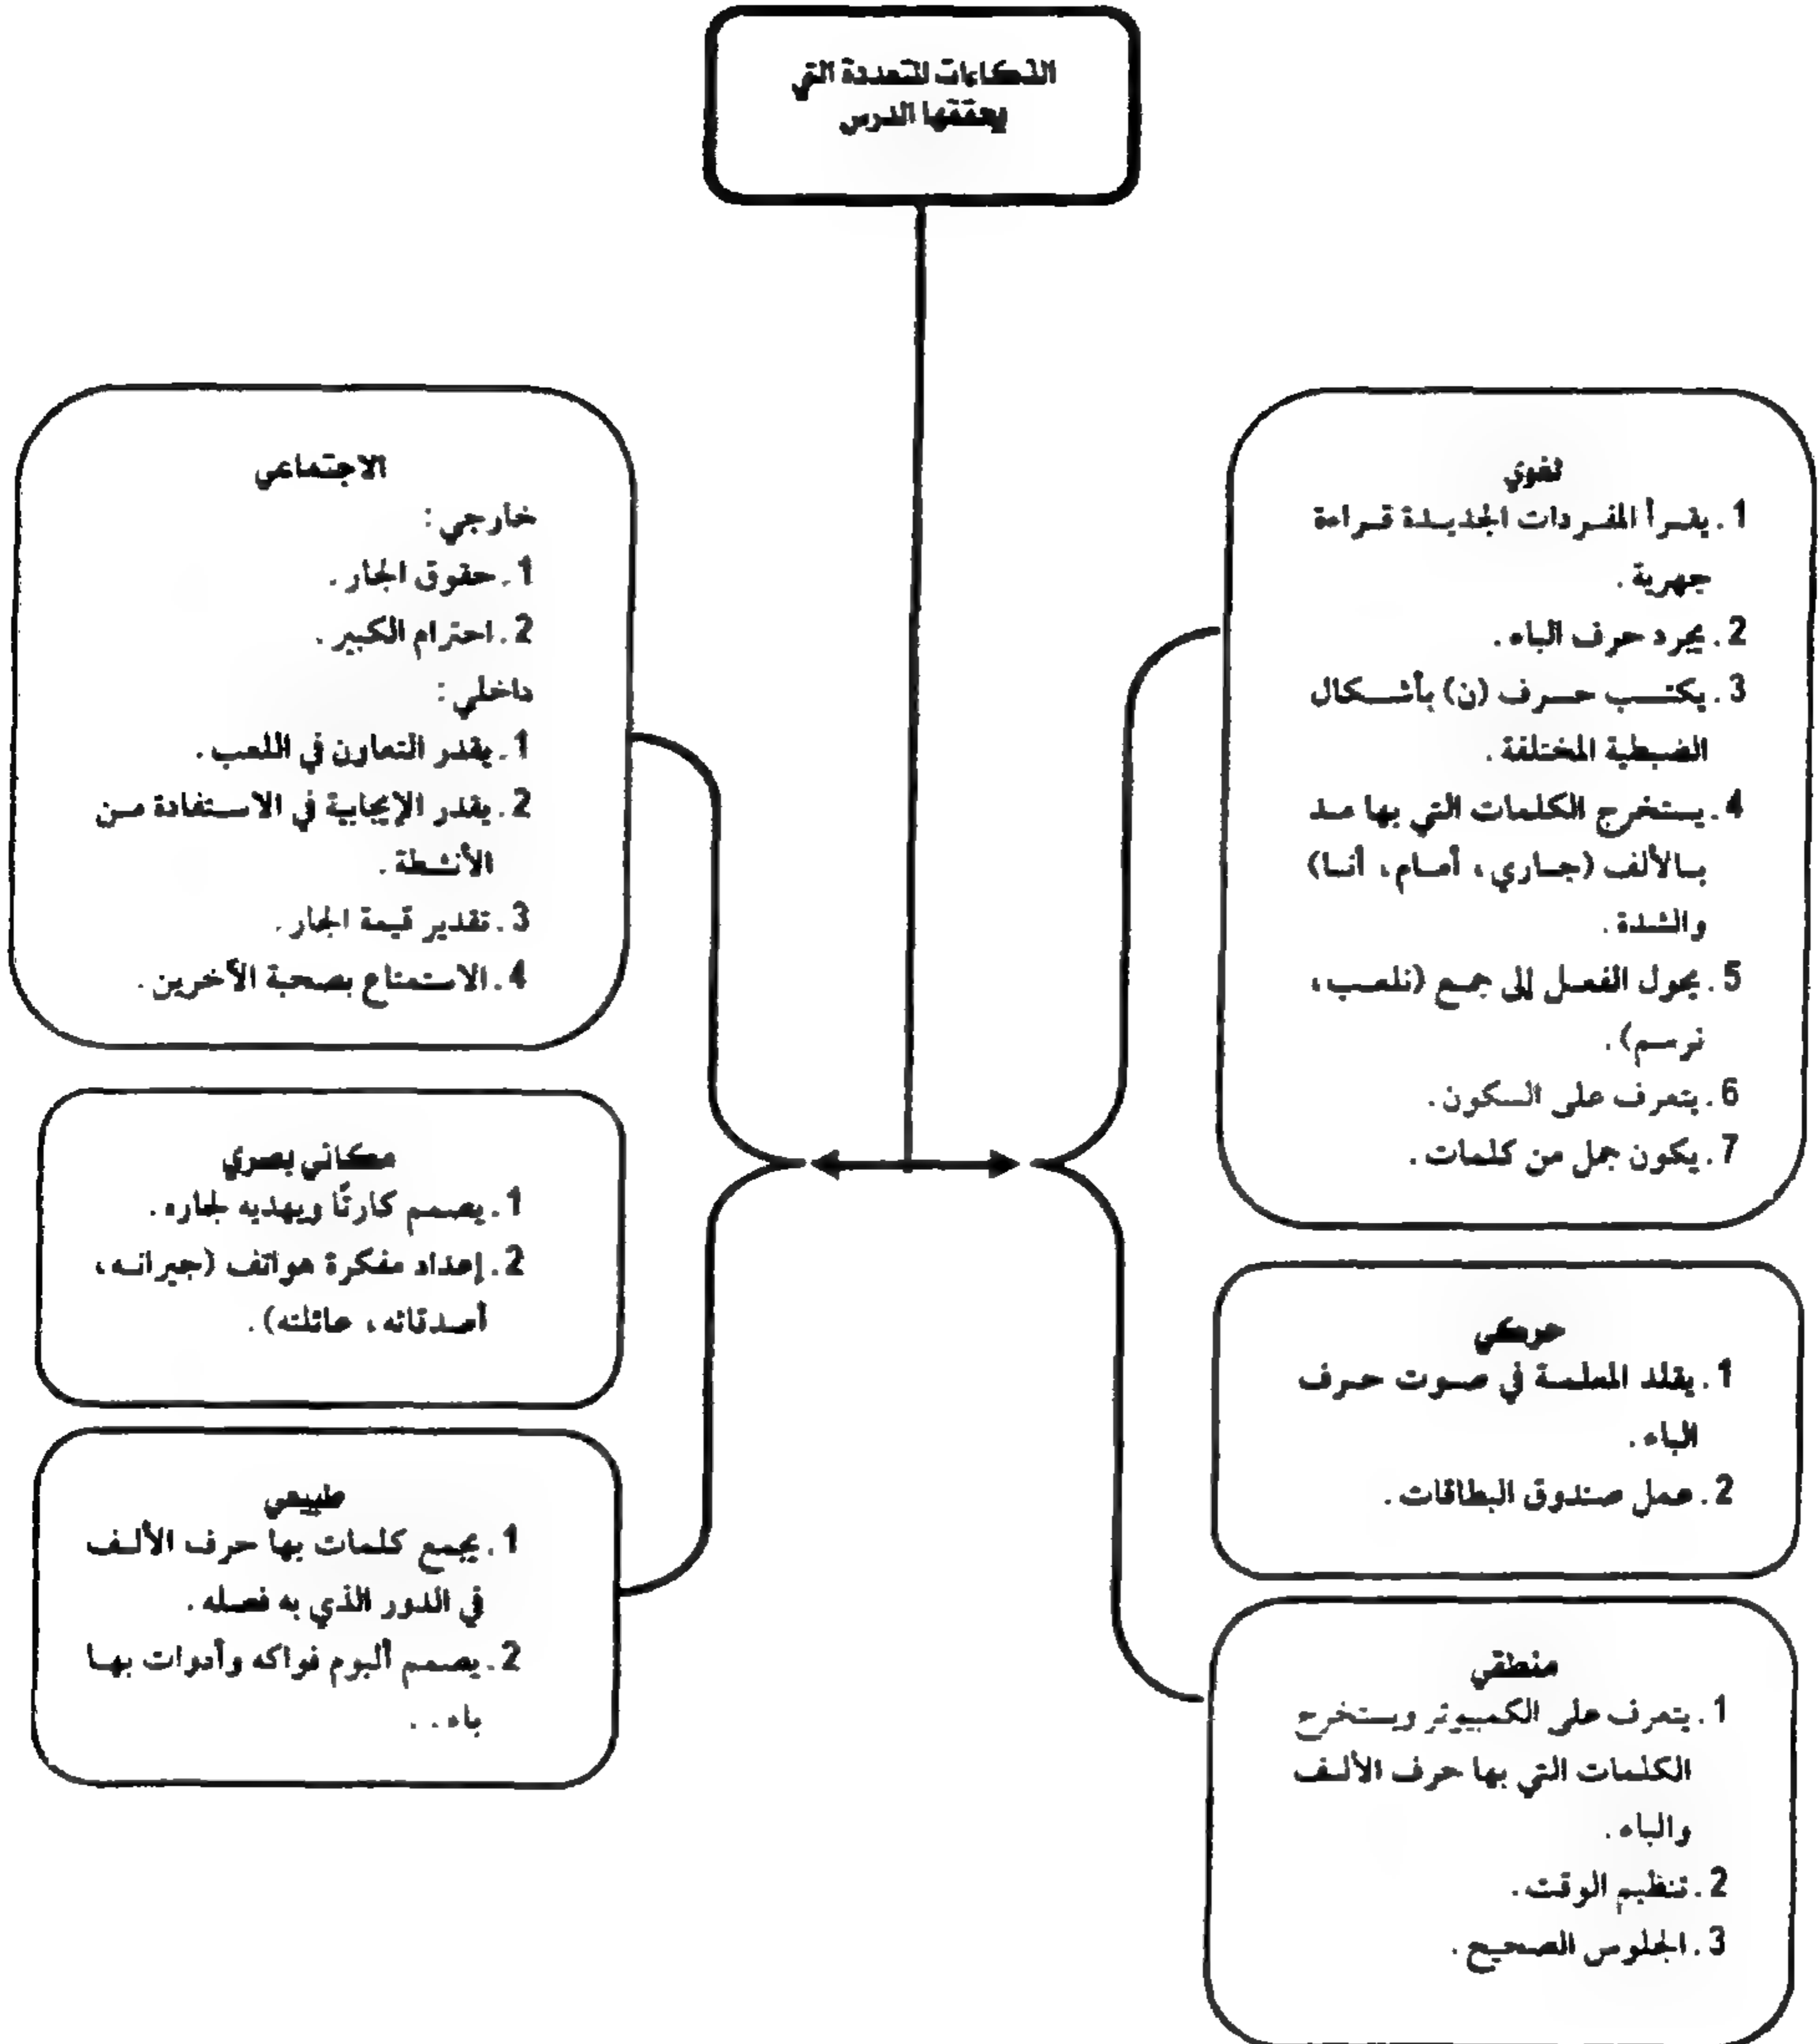 الذكاءات المتعددة التي
يحققها الدرس
لغوي
1. يقرأ المفردات الجديدة قراءة
جهرية.
2. يجرد حرف الباء.
3. يكتب حرف (ن) بأشكال
الضبطية المختلفة.
4. يستخرج الكلمات التي بها مد
بالألف (جاري، أمام، أنا)
والشدة.
5. يحول الفعل إلى جمع (نلعب،
نرسم).
6. يتعرف على السكون.
7. يكون جمل من كلمات.
حركي
1. يقلد المعلمة في صوت حرف
الباء.
2. عمل صندوق البطاقات.
منطقي
1. يتعرف على الكمبيوتر ويستخرج
الكلمات التي بها حرف الألف
والباء.
2. تنظيم الوقت.
3. الجلوس الصحيح.
الاجتماعي
خارجي:
1. حقوق الجار.
2. احترام الكبير.
داخلي:
1. يقدر التعاون في اللعب.
2. يقدر الإيجابية في الاستفادة من
الأنشطة.
3. تقدير قيمة الجار.
4. الاستمتاع بصحبة الآخرين.
مكاني بصري
1. يصمم كارتًا ويهديه لجاره.
2. إعداد مفكرة هواتف (جيرانه،
أصدقائه، عائلته).
طبيعي
1. يجمع كلمات بها حرف الألف
في الدور الذي به فصله.
2. يصمم ألبوم فواكه وأدوات بها
باء..